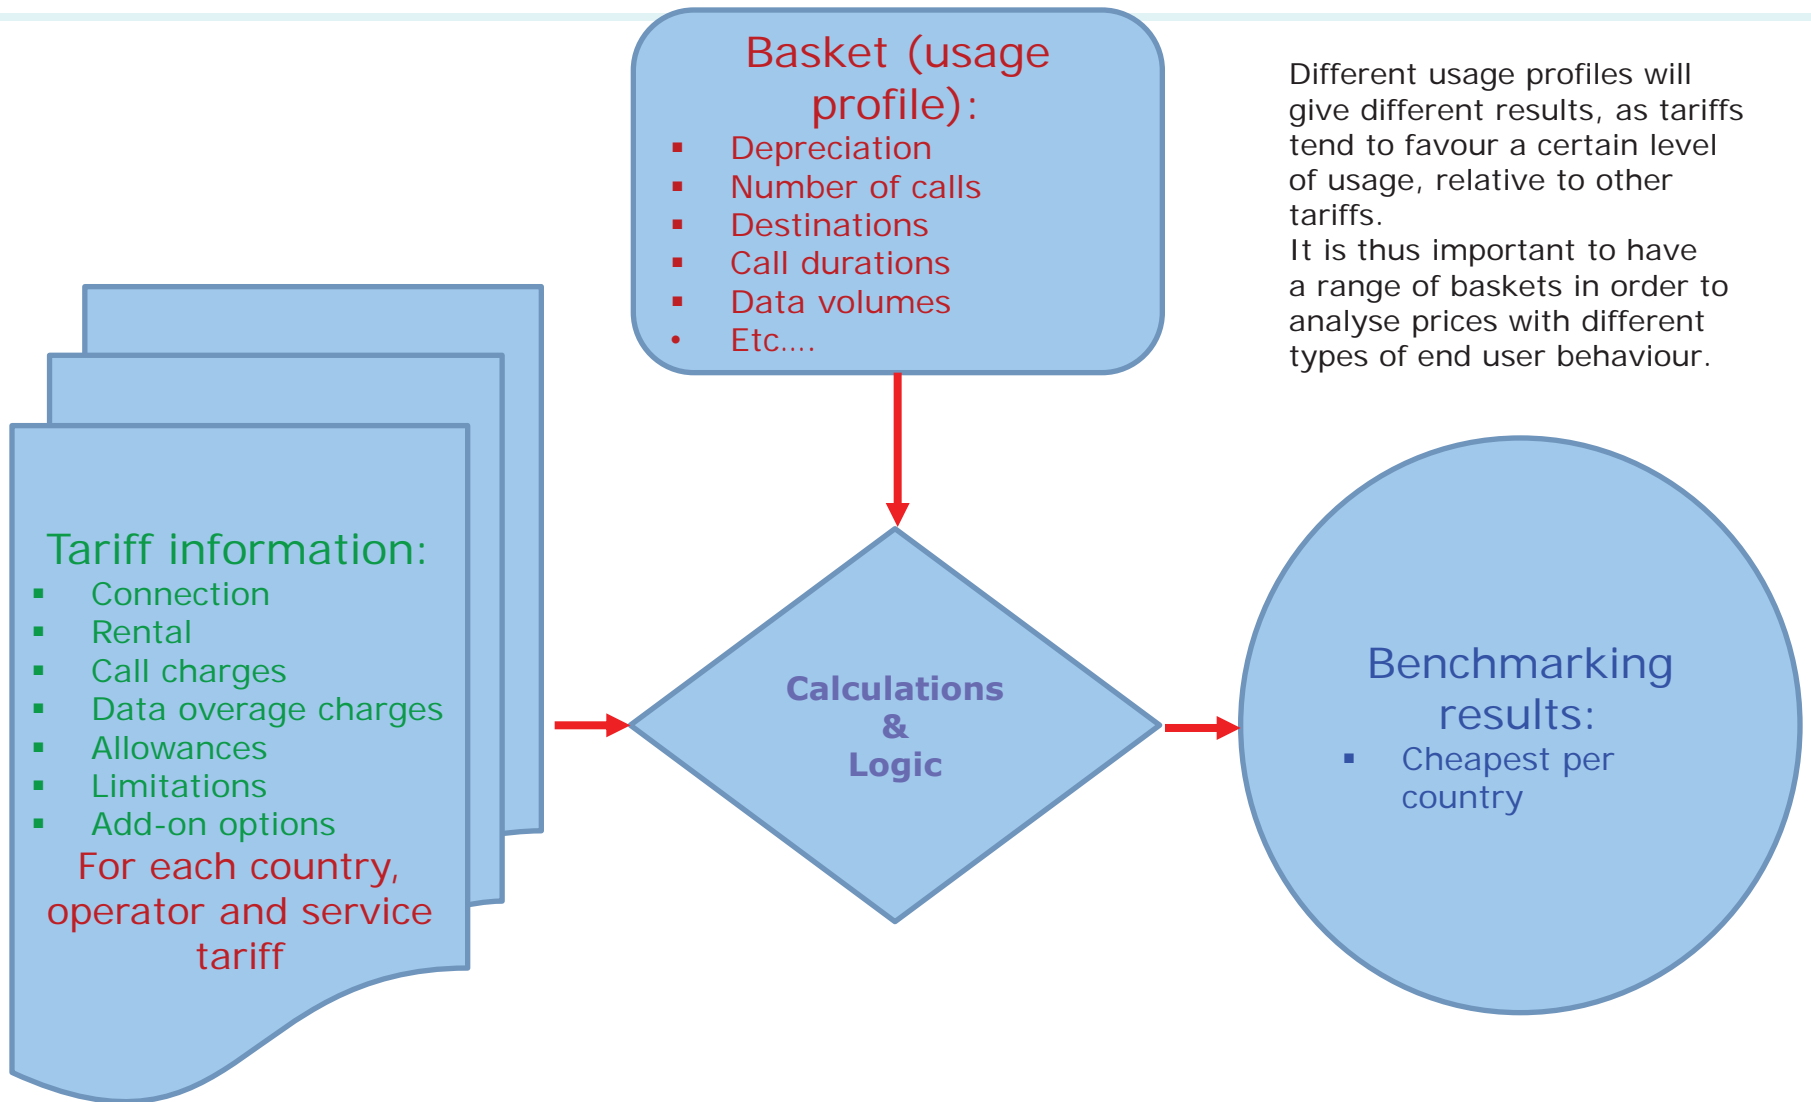 Basket (usage
profile):
▪ Depreciation
▪ Number of calls
▪ Destinations
▪ Call durations
▪ Data volumes
• Etc....
Different usage profiles will
give different results, as tariffs
tend to favour a certain level
of usage, relative to other
tariffs.
It is thus important to have
a range of baskets in order to
analyse prices with different
types of end user behaviour.
Tariff information:
▪ Connection
▪ Rental
▪ Call charges
▪ Data overage charges
▪ Allowances
▪ Limitations
▪ Add-on options
For each country,
operator and service
tariff
Calculations
&
Logic
Benchmarking
results:
▪ Cheapest per
country